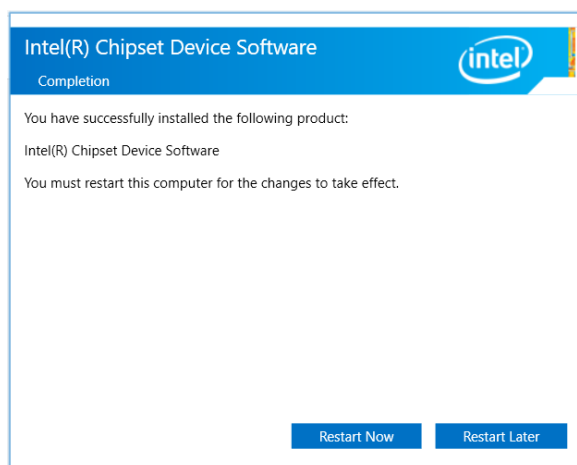 Intel(R) Chipset Device Software
intel
Completion
You have successfully installed the following product:
Intel(R) Chipset Device Software
You must restart this computer for the changes to take effect.
Restart Now
Restart Later